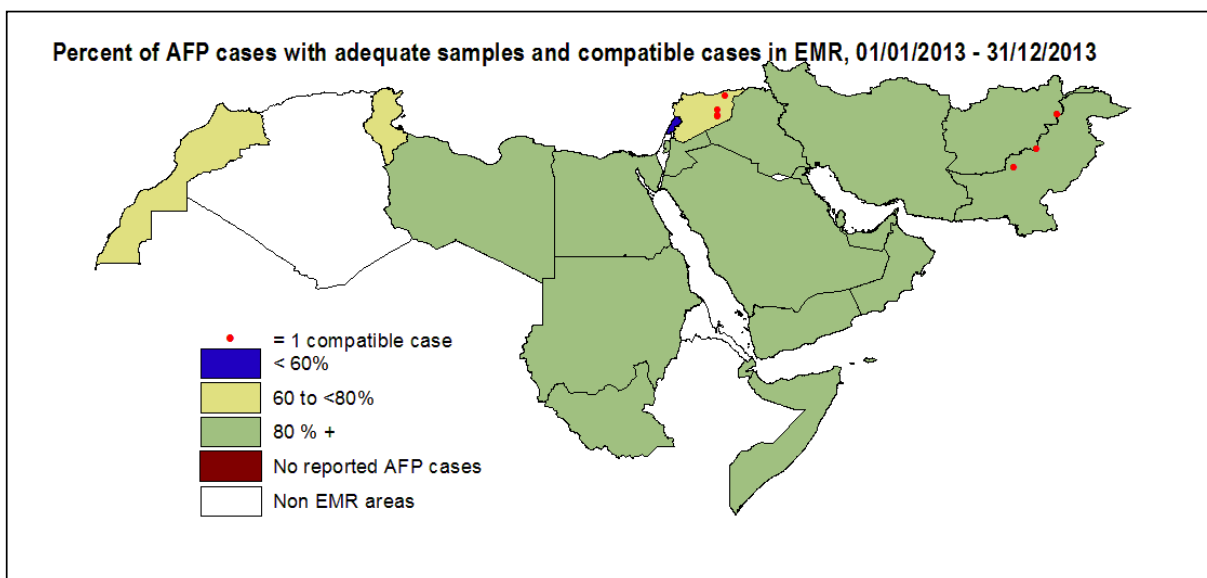 Percent of AFP cases with adequate samples and compatible cases in EMR, 01/01/2013 - 31/12/2013
= 1 compatible case
< 60%
60 to <80%
80 % +
No reported AFP cases
Non EMR areas